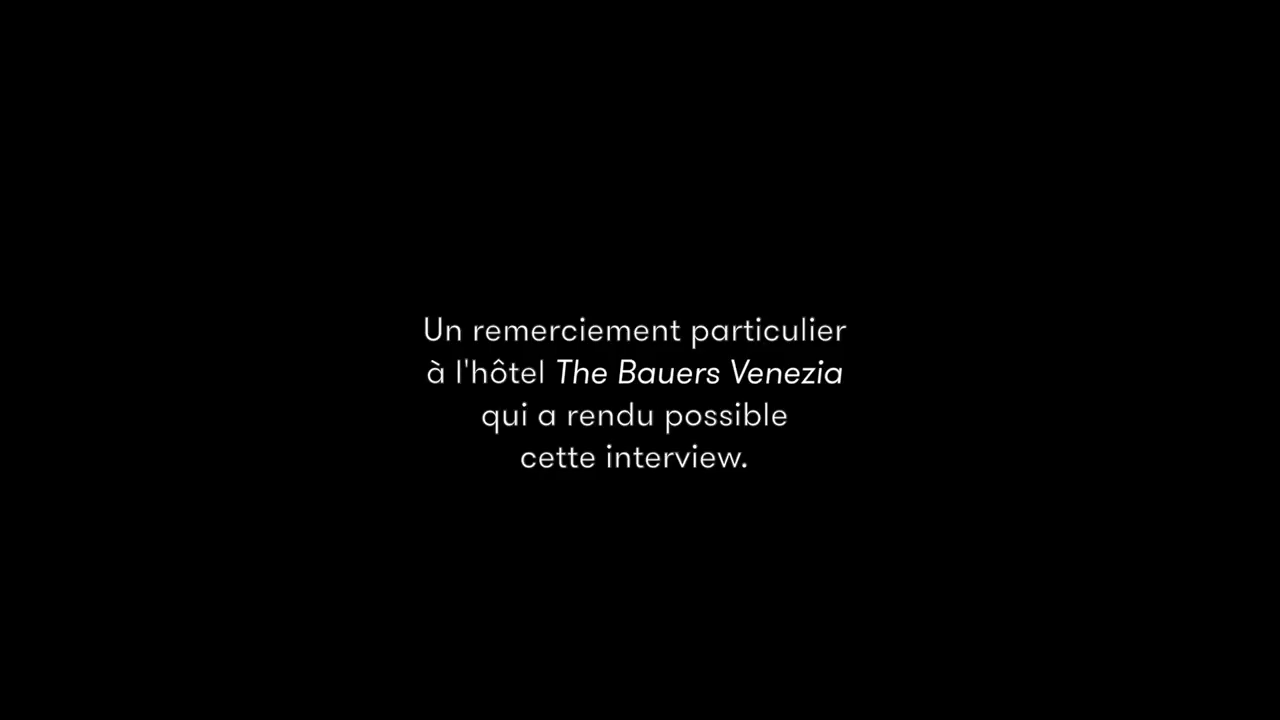 Un remerciement particulier
à l'hôtel The Bauers Venezia
qui a rendu possible
cette interview.